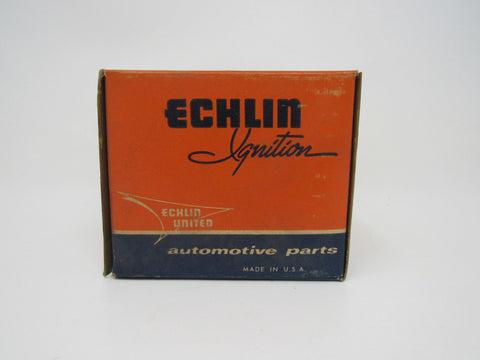 ECHLIN
Ignition
ECHLIN
UNITED
automotive parts
MADE IN U.S.A.